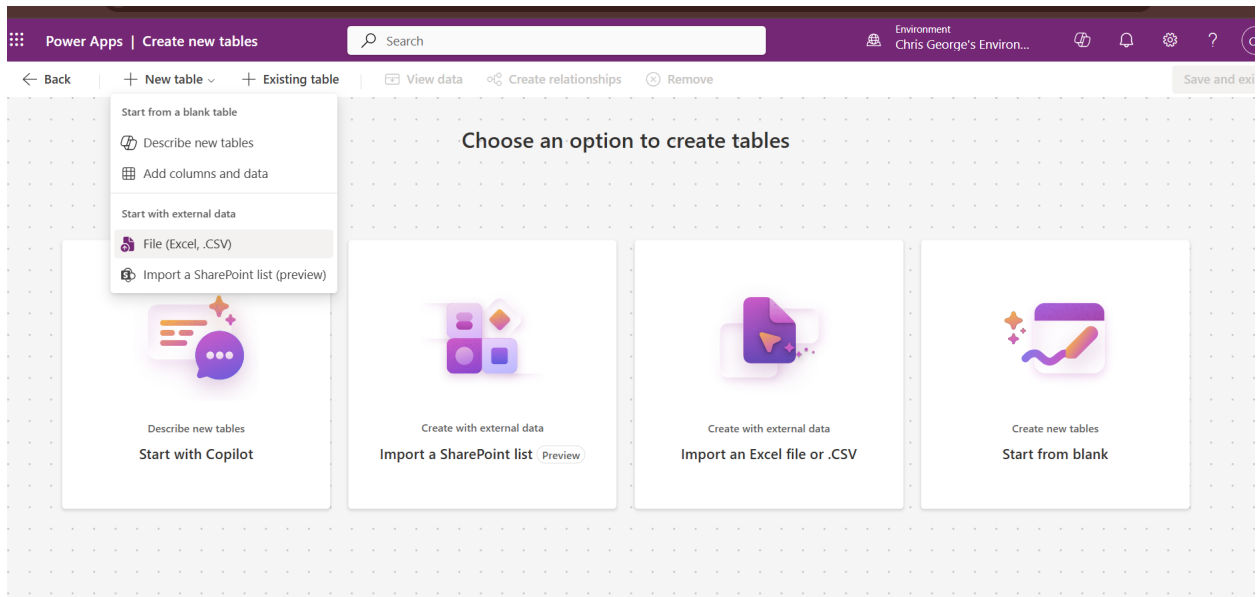 Power Apps | Create new tables
Search
Environment
Chris George's Environ...
?
Back
New table
Existing table
View data
Create relationships
Remove
Save and exi
Start from a blank table
Describe new tables
Add columns and data
Start with external data
File (Excel, .CSV)
Import a SharePoint list (preview)
Choose an option to create tables
Describe new tables
Start with Copilot
Create with external data
Import a SharePoint list Preview
Create with external data
Import an Excel file or .CSV
Create new tables
Start from blank